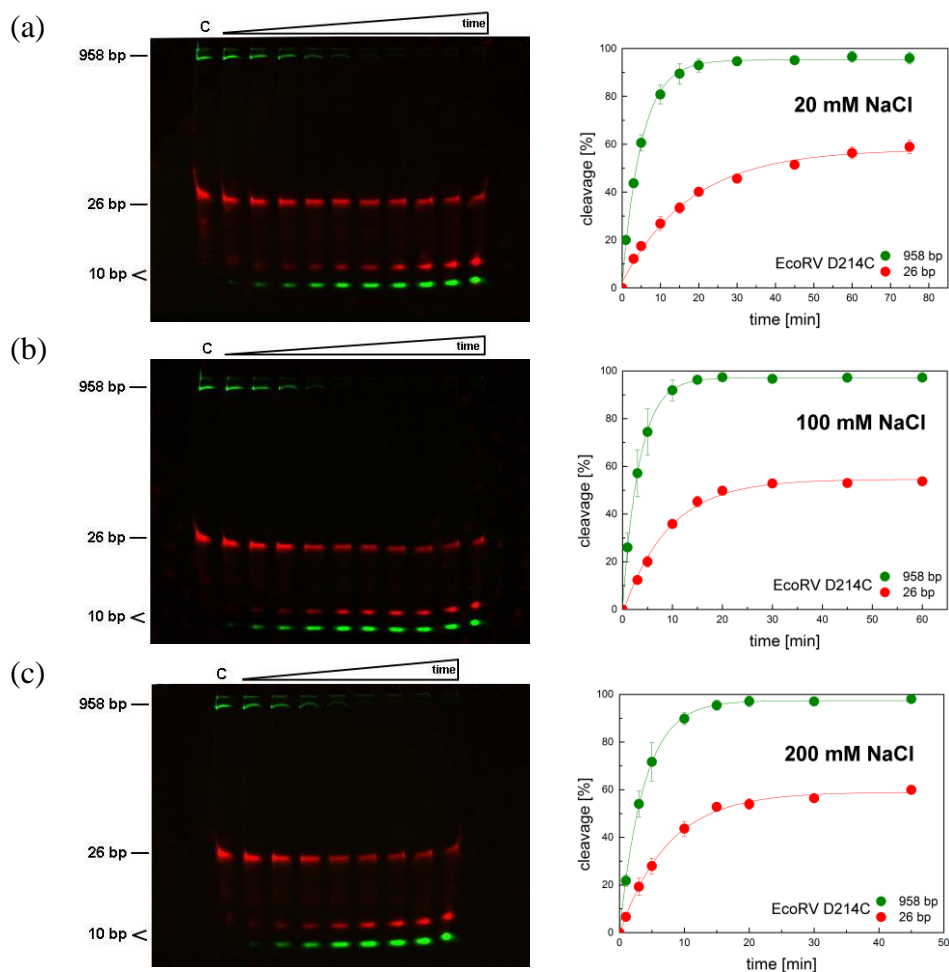 (a)
C
time
958 bp
26 bp
10 bp <
100
80
60
40
20
0
cleavage [%]
20 mM NaCl
EcoRV D214C
958 bp
26 bp
0 10 20 30 40 50 60 70 80
time [min]
(b)
C
time
958 bp
26 bp
10 bp <
100
80
60
40
20
0
cleavage [%]
100 mM NaCl
EcoRV D214C
958 bp
26 bp
0 10 20 30 40 50 60
time [min]
(c)
C
time
958 bp
26 bp
10 bp <
100
80
60
40
20
0
cleavage [%]
200 mM NaCl
EcoRV D214C
958 bp
26 bp
0 10 20 30 40 50
time [min]